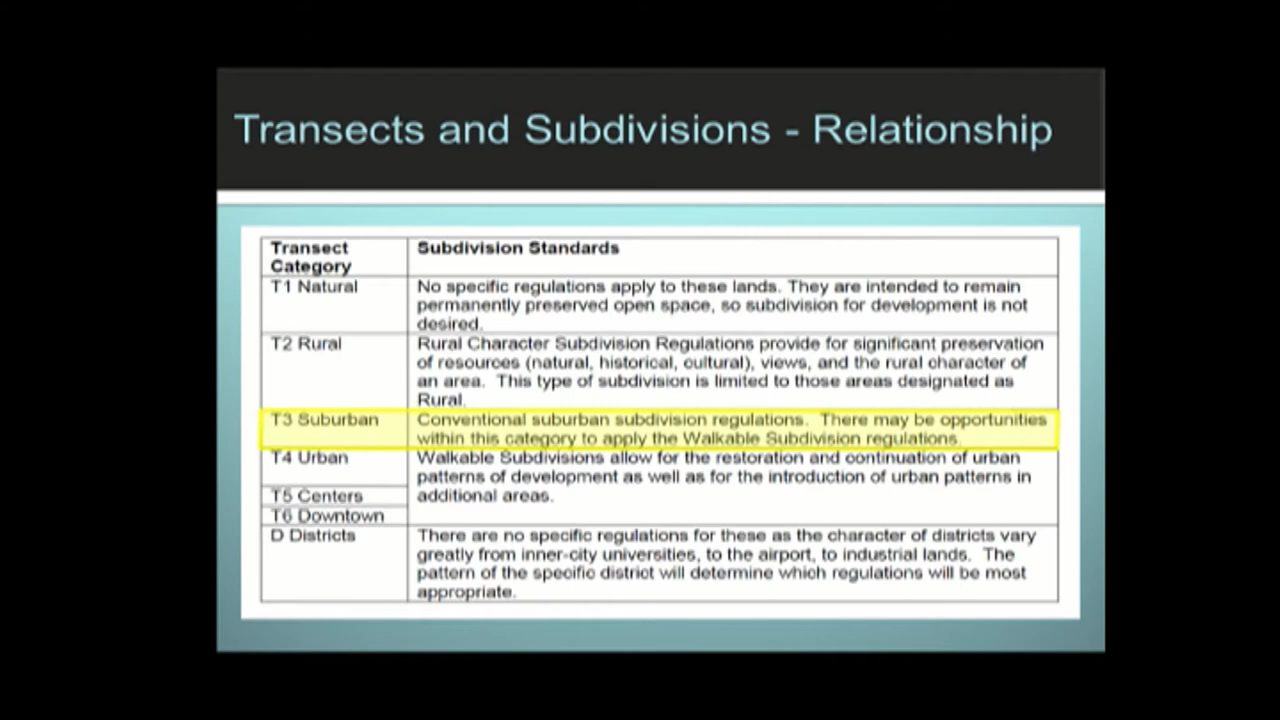 Transects and Subdivisions - Relationship
Transect
Category
Subdivision Standards
T1 Natural
No specific regulations apply to these lands. They are intended to remain
permanently preserved open space, so subdivision for development is not
desired.
T2 Rural
Rural Character Subdivision Regulations provide for significant preservation
of resources (natural, historical, cultural), views, and the rural character of
an area. This type of subdivision is limited to those areas designated as
Rural.
T3 Suburban
Conventional suburban subdivision regulations. There may be opportunities
within this category to apply the Walkable Subdivision regulations.
T4 Urban
T5 Centers
T6 Downtown
Walkable Subdivisions allow for the restoration and continuation of urban
patterns of development as well as for the introduction of urban patterns in
additional areas.
D Districts
There are no specific regulations for these as the character of districts vary
greatly from inner-city universities, to the airport, to industrial lands. The
pattern of the specific district will determine which regulations will be most
appropriate.